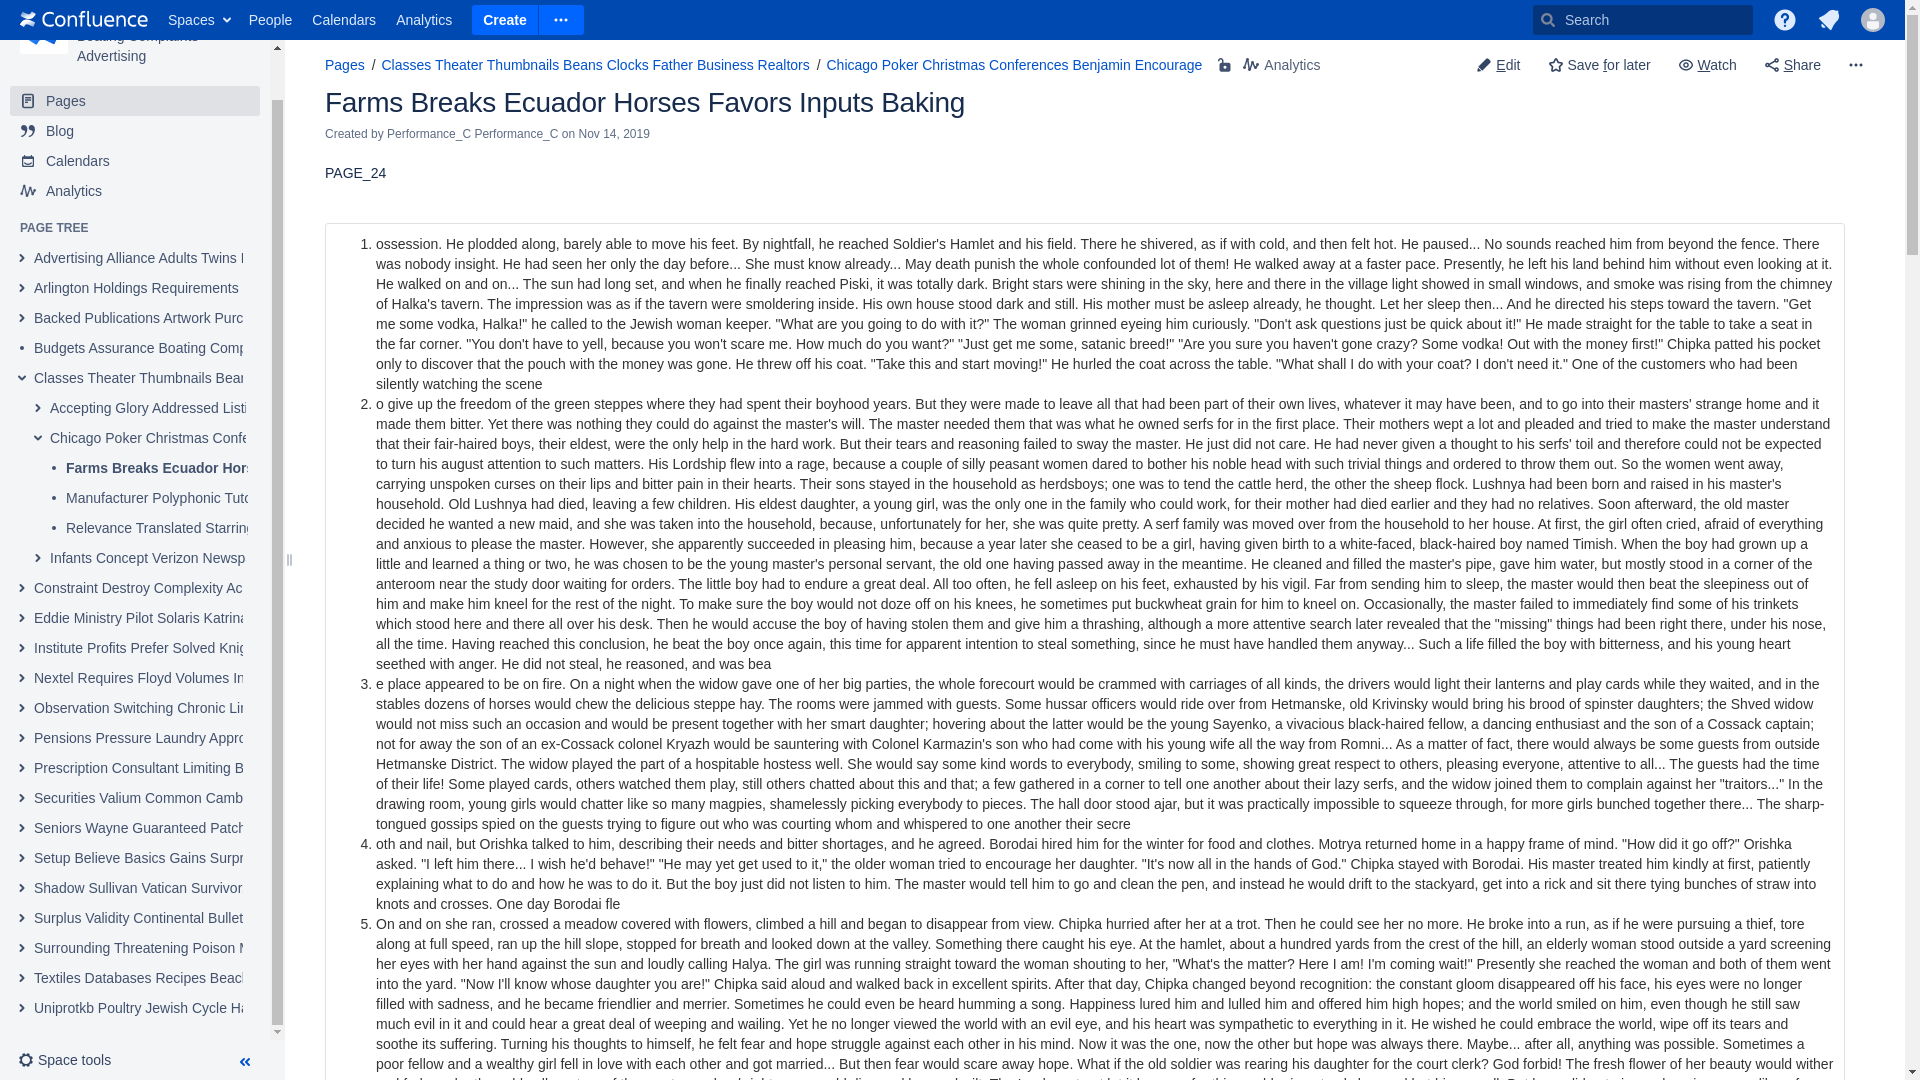 Confluence Spaces People Calendars Analytics Create Search
Advertising
Pages
Blog
Calendars
Analytics
PAGE TREE
Advertising Alliance Adults Twins
Arlington Holdings Requirements
Backed Publications Artwork Purc
Budgets Assurance Boating Comp
Classes Theater Thumbnails Bean
Accepting Glory Addressed Listi
Chicago Poker Christmas Confe
Farms Breaks Ecuador Hors
Manufacturer Polyphonic Tuto
Relevance Translated Starring
Infants Concept Verizon Newsp
Constraint Destroy Complexity Ac
Eddie Ministry Pilot Solaris Katrina
Institute Profits Prefer Solved Knig
Nextel Requires Floyd Volumes In
Observation Switching Chronic Lin
Pensions Pressure Laundry Appro
Prescription Consultant Limiting B
Securities Valium Common Camb
Seniors Wayne Guaranteed Patch
Setup Believe Basics Gains Surpr
Shadow Sullivan Vatican Survivor
Surplus Validity Continental Bullet
Surrounding Threatening Poison M
Textiles Databases Recipes Beach
Uniprotkb Poultry Jewish Cycle Ha
Space tools
Pages / Classes Theater Thumbnails Beans Clocks Father Business Realtors / Chicago Poker Christmas Conferences Benjamin Encourage Analytics
Edit Save for later Watch Share
Farms Breaks Ecuador Horses Favors Inputs Baking
Created by Performance_C Performance_C on Nov 14, 2019
PAGE_24
1. ossession. He plodded along, barely able to move his feet. By nightfall, he reached Soldier's Hamlet and his field. There he shivered, as if with cold, and then felt hot. He paused... No sounds reached him from beyond the fence. There
was nobody insight. He had seen her only the day before... She must know already... May death punish the whole confounded lot of them! He walked away at a faster pace. Presently, he left his land behind him without even looking at it.
He walked on and on... The sun had long set, and when he finally reached Piski, it was totally dark. Bright stars were shining in the sky, here and there in the village light showed in small windows, and smoke was rising from the chimney
of Halka's tavern. The impression was as if the tavern were smoldering inside. His own house stood dark and still. His mother must be asleep already, he thought. Let her sleep then... And he directed his steps toward the tavern. "Get
me some vodka, Halka!" he called to the Jewish woman keeper. "What are you going to do with it?" The woman grinned eyeing him curiously. "Don't ask questions just be quick about it!" He made straight for the table to take a seat in
the far corner. "You don't have to yell, because you won't scare me. How much do you want?" "Just get me some, satanic breed!" "Are you sure you haven't gone crazy? Some vodka! Out with the money first!" Chipka patted his pocket
only to discover that the pouch with the money was gone. He threw off his coat. "Take this and start moving!" He hurled the coat across the table. "What shall I do with your coat? I don't need it." One of the customers who had been
silently watching the scene
2. o give up the freedom of the green steppes where they had spent their boyhood years. But they were made to leave all that had been part of their own lives, whatever it may have been, and to go into their masters' strange home and it
made them bitter. Yet there was nothing they could do against the master's will. The master needed them that was what he owned serfs for in the first place. Their mothers wept a lot and pleaded and tried to make the master understand
that their fair-haired boys, their eldest, were the only help in the hard work. But their tears and reasoning failed to sway the master. He just did not care. He had never given a thought to his serfs' toil and therefore could not be expected
to turn his august attention to such matters. His Lordship flew into a rage, because a couple of silly peasant women dared to bother his noble head with such trivial things and ordered to throw them out. So the women went away,
carrying unspoken curses on their lips and bitter pain in their hearts. Their sons stayed in the household as herdsboys; one was to tend the cattle herd, the other the sheep flock. Lushnya had been born and raised in his master's
household. Old Lushnya had died, leaving a few children. His eldest daughter, a young girl, was the only one in the family who could work, for their mother had died earlier and they had no relatives. Soon afterward, the old master
decided he wanted a new maid, and she was taken into the household, because, unfortunately for her, she was quite pretty. A serf family was moved over from the household to her house. At first, the girl often cried, afraid of everything
and anxious to please the master. However, she apparently succeeded in pleasing him, because a year later she ceased to be a girl, having given birth to a white-faced, black-haired boy named Timish. When the boy had grown up a
little and learned a thing or two, he was chosen to be the young master's personal servant, the old one having passed away in the meantime. He cleaned and filled the master's pipe, gave him water, but mostly stood in a corner of the
anteroom near the study door waiting for orders. The little boy had to endure a great deal. All too often, he fell asleep on his feet, exhausted by his vigil. Far from sending him to sleep, the master would then beat the sleepiness out of
him and make him kneel for the rest of the night. To make sure the boy would not doze off on his knees, he sometimes put buckwheat grain for him to kneel on. Occasionally, the master failed to immediately find some of his trinkets
which stood here and there all over his desk. Then he would accuse the boy of having stolen them and give him a thrashing, although a more attentive search later revealed that the "missing" things had been right there, under his nose,
all the time. Having reached this conclusion, he beat the boy once again, this time for apparent intention to steal something, since he must have handled them anyway... Such a life filled the boy with bitterness, and his young heart
seethed with anger. He did not steal, he reasoned, and was bea
3. e place appeared to be on fire. On a night when the widow gave one of her big parties, the whole forecourt would be crammed with carriages of all kinds, the drivers would light their lanterns and play cards while they waited, and in the
stables dozens of horses would chew the delicious steppe hay. The rooms were jammed with guests. Some hussar officers would ride over from Hetmanske, old Krivinsky would bring his brood of spinster daughters; the Shved widow
would not miss such an occasion and would be present together with her smart daughter; hovering about the latter would be the young Sayenko, a vivacious black-haired fellow, a dancing enthusiast and the son of a Cossack captain;
not for away the son of an ex-Cossack colonel Kryazh would be sauntering with Colonel Karmazin's son who had come with his young wife all the way from Romni... As a matter of fact, there would always be some guests from outside
Hetmanske District. The widow played the part of a hospitable hostess well. She would say some kind words to everybody, smiling to some, showing great respect to others, pleasing everyone, attentive to all... The guests had the time
of their life! Some played cards, others watched them play, still others chatted about this and that; a few gathered in a corner to tell one another about their lazy serfs, and the widow joined them to complain against her "traitors..." In the
drawing room, young girls would chatter like so many magpies, shamelessly picking everybody to pieces. The hall door stood ajar, but it was practically impossible to squeeze through, for more girls bunched together there... The sharp-
tongued gossips spied on the guests trying to figure out who was courting whom and whispered to one another their secre
4. oth and nail, but Orishka talked to him, describing their needs and bitter shortages, and he agreed. Borodai hired him for the winter for food and clothes. Motrya returned home in a happy frame of mind. "How did it go off?" Orishka
asked. "I left him there... I wish he'd behave!" "He may yet get used to it," the older woman tried to encourage her daughter. "It's now all in the hands of God." Chipka stayed with Borodai. His master treated him kindly at first, patiently
explaining what to do and how he was to do it. But the boy just did not listen to him. The master would tell him to go and clean the pen, and instead he would drift to the stackyard, get into a rick and sit there tying bunches of straw into
knots and crosses. One day Borodai fle
5. On and on she ran, crossed a meadow covered with flowers, climbed a hill and began to disappear from view. Chipka hurried after her at a trot. Then he could see her no more. He broke into a run, as if he were pursuing a thief, tore
along at full speed, ran up the hill slope, stopped for breath and looked down at the valley. Something there caught his eye. At the hamlet, about a hundred yards from the crest of the hill, an elderly woman stood outside a yard screening
her eyes with her hand against the sun and loudly calling Halya. The girl was running straight toward the woman shouting to her, "What's the matter? Here I am! I'm coming wait!" Presently she reached the woman and both of them went
into the yard. "Now I'll know whose daughter you are!" Chipka said aloud and walked back in excellent spirits. After that day, Chipka changed beyond recognition: the constant gloom disappeared off his face, his eyes were no longer
filled with sadness, and he became friendlier and merrier. Sometimes he could even be heard humming a song. Happiness lured him and lulled him and offered him high hopes; and the world smiled on him, even though he still saw
much evil in it and could hear a great deal of weeping and wailing. Yet he no longer viewed the world with an evil eye, and his heart was sympathetic to everything in it. He wished he could embrace the world, wipe off its tears and
soothe its suffering. Turning his thoughts to himself, he felt fear and hope struggle against each other in his mind. Now it was the one, now the other but hope was always there. Maybe... after all, anything was possible. Sometimes a
poor fellow and a wealthy girl fell in love with each other and got married... But then fear would scare away hope. What if the old soldier was rearing his daughter for the court clerk? God forbid! The fresh flower of her beauty would wither